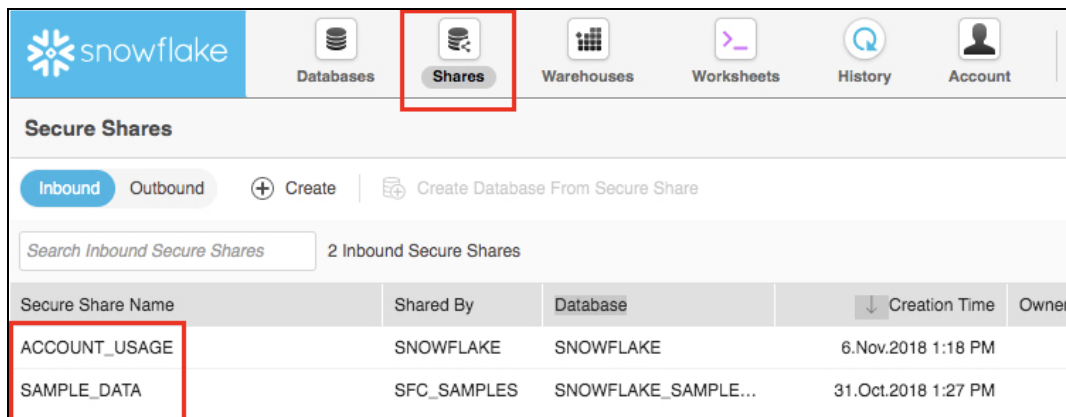 snowflake
Databases Shares Warehouses Worksheets History Account
Secure Shares
Inbound Outbound Create Create Database From Secure Share
Search Inbound Secure Shares 2 Inbound Secure Shares
Secure Share Name Shared By Database ↓ Creation Time Owner
ACCOUNT_USAGE SNOWFLAKE SNOWFLAKE 6.Nov.2018 1:18 PM
SAMPLE_DATA SFC_SAMPLES SNOWFLAKE_SAMPLE... 31.Oct.2018 1:27 PM